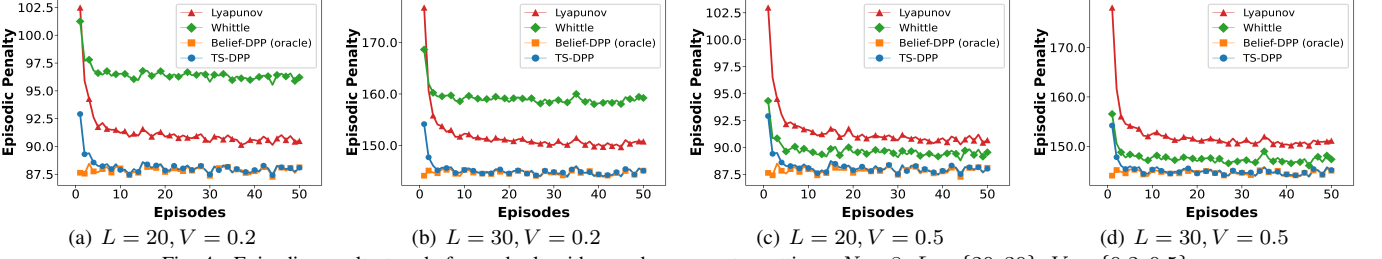 102.5
100.0
97.5
95.0
92.5
90.0
87.5
Episodic Penalty
Lyapunov
Whittle
Belief-DPP (oracle)
TS-DPP
0 10 20 30 40 50
Episodes
(a) L = 20, V = 0.2
170.0
160.0
150.0
Episodic Penalty
Lyapunov
Whittle
Belief-DPP (oracle)
TS-DPP
0 10 20 30 40 50
Episodes
(b) L = 30, V = 0.2
102.5
100.0
97.5
95.0
92.5
90.0
87.5
Episodic Penalty
Lyapunov
Whittle
Belief-DPP (oracle)
TS-DPP
0 10 20 30 40 50
Episodes
(c) L = 20, V = 0.5
170.0
160.0
150.0
Episodic Penalty
Lyapunov
Whittle
Belief-DPP (oracle)
TS-DPP
0 10 20 30 40 50
Episodes
(d) L = 30, V = 0.5